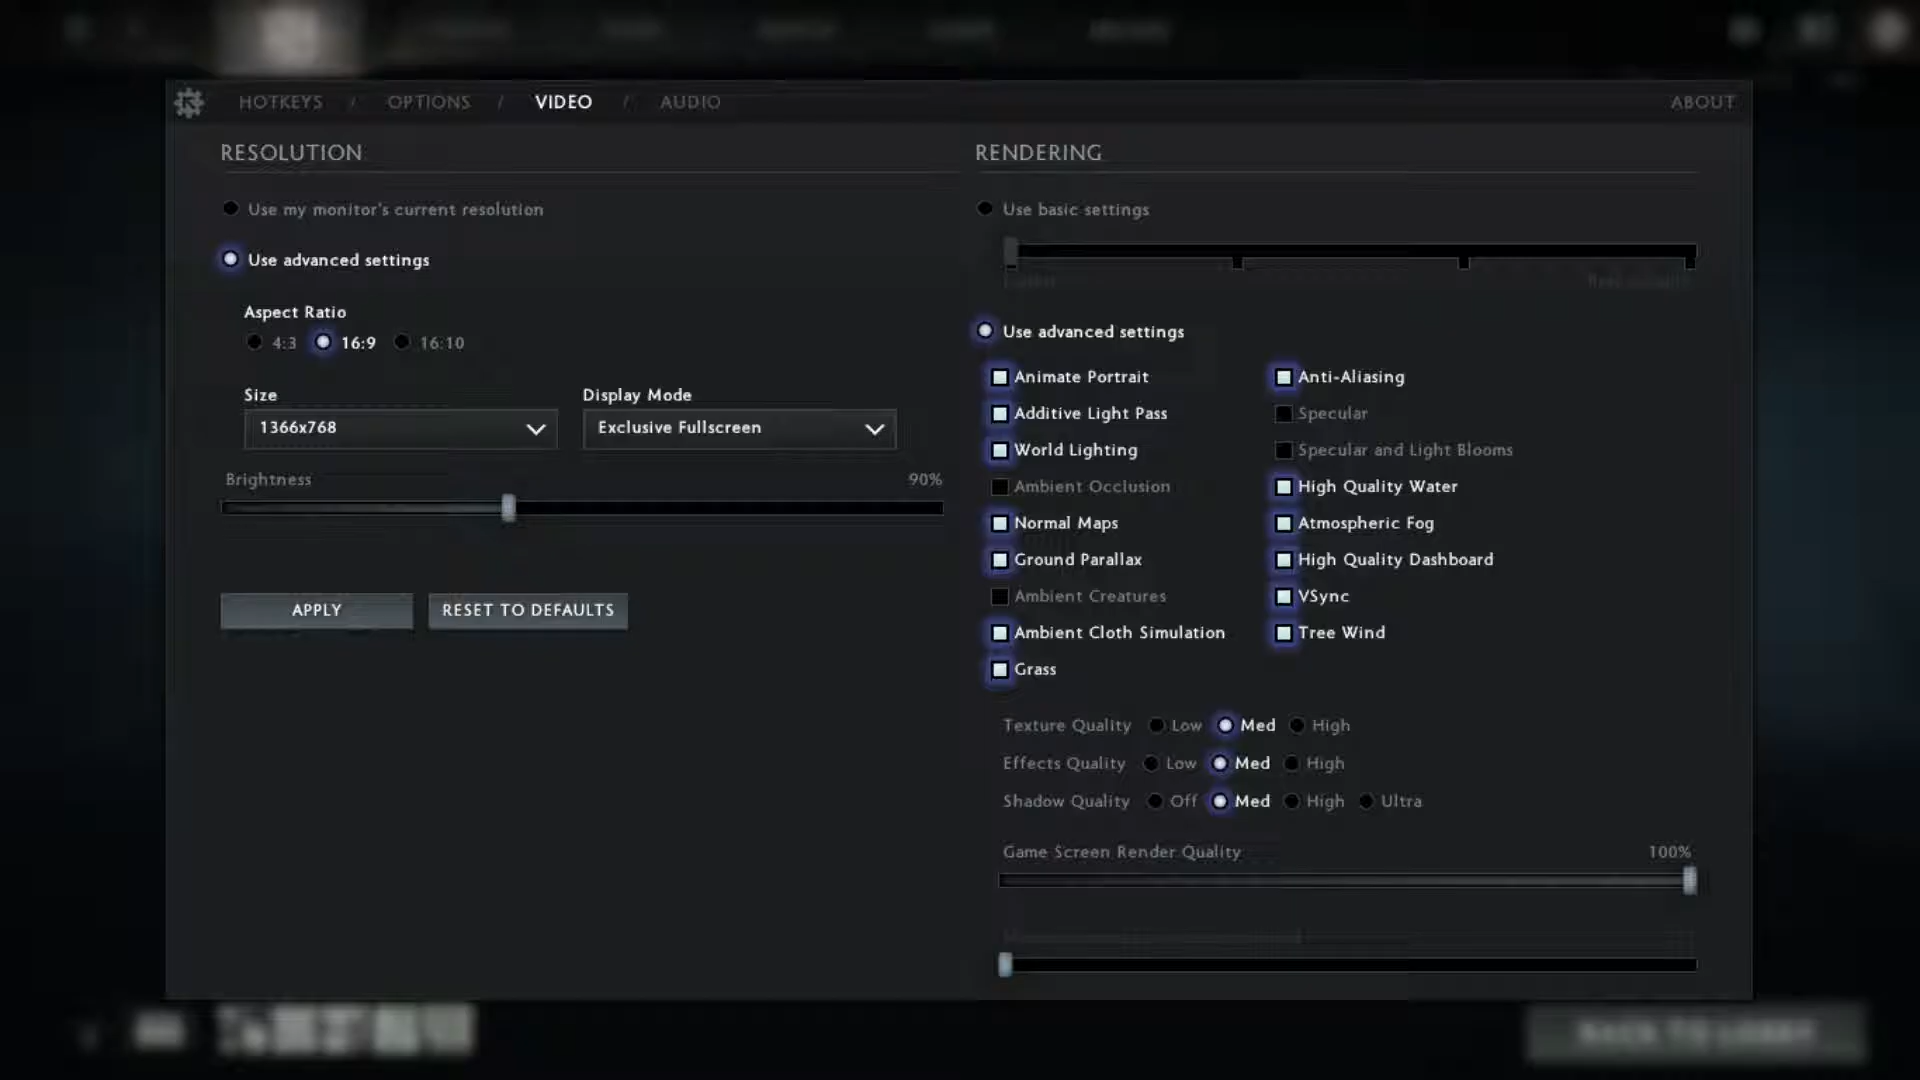 HOTKEYS / OPTIONS / VIDEO / AUDIO ABOUT
RESOLUTION
Use my monitor's current resolution
Use advanced settings
Aspect Ratio
4:3 16:9 16:10
Size Display Mode
1366x768 Exclusive Fullscreen
Brightness 90%
APPLY RESET TO DEFAULTS
RENDERING
Use basic settings
Use advanced settings
Animate Portrait Anti-Aliasing
Additive Light Pass Specular
World Lighting Specular and Light Blooms
Ambient Occlusion High Quality Water
Normal Maps Atmospheric Fog
Ground Parallax High Quality Dashboard
Ambient Creatures VSync
Ambient Cloth Simulation Tree Wind
Grass
Texture Quality Low Med High
Effects Quality Low Med High
Shadow Quality Off Med High Ultra
Game Screen Render Quality 100%
BACK TO LOBBY